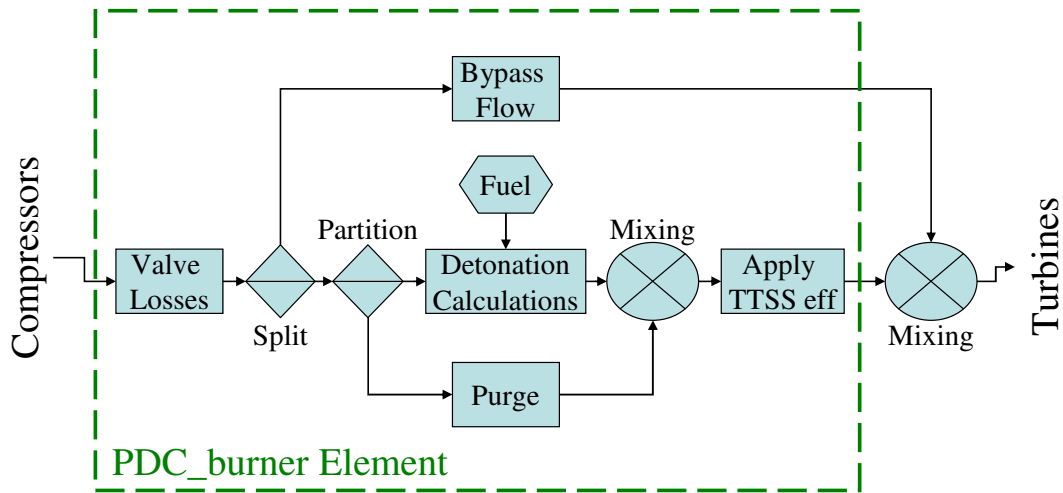 Compressors
Valve
Losses
Split
Partition
Bypass
Flow
Fuel
Detonation
Calculations
Purge
Mixing
Apply
TTSS eff
Mixing
Turbines
PDC_burner Element